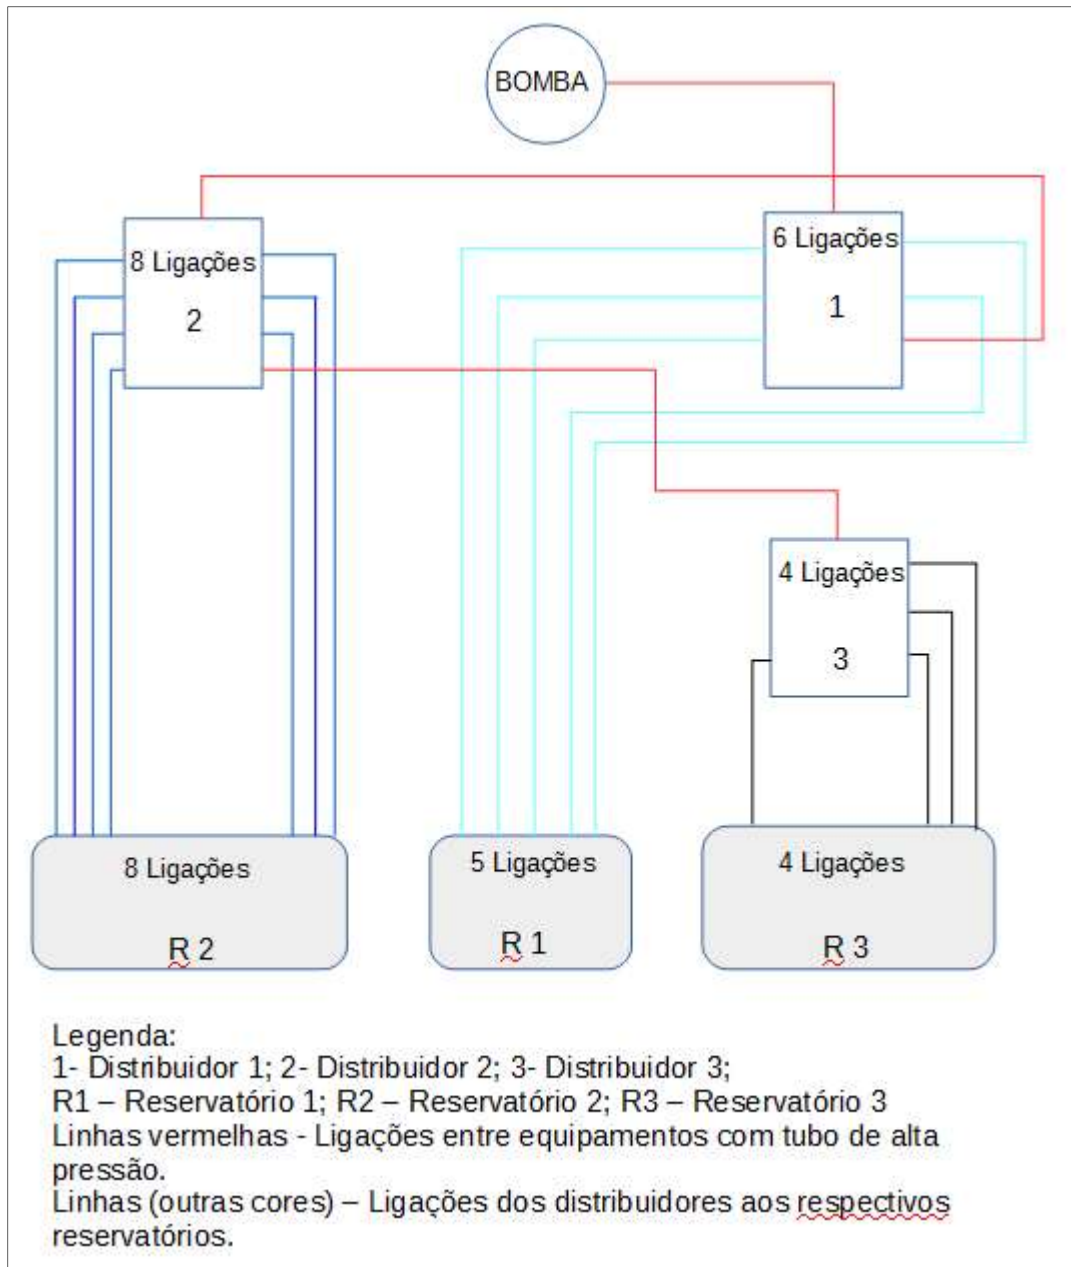 BOMBA
8 Ligações
2
6 Ligações
1
4 Ligações
3
8 Ligações
R 2
5 Ligações
R 1
4 Ligações
R 3
Legenda:
1- Distribuidor 1; 2- Distribuidor 2; 3- Distribuidor 3;
R1 – Reservatório 1; R2 – Reservatório 2; R3 – Reservatório 3
Linhas vermelhas - Ligações entre equipamentos com tubo de alta
pressão.
Linhas (outras cores) – Ligações dos distribuidores aos respectivos
reservatórios.